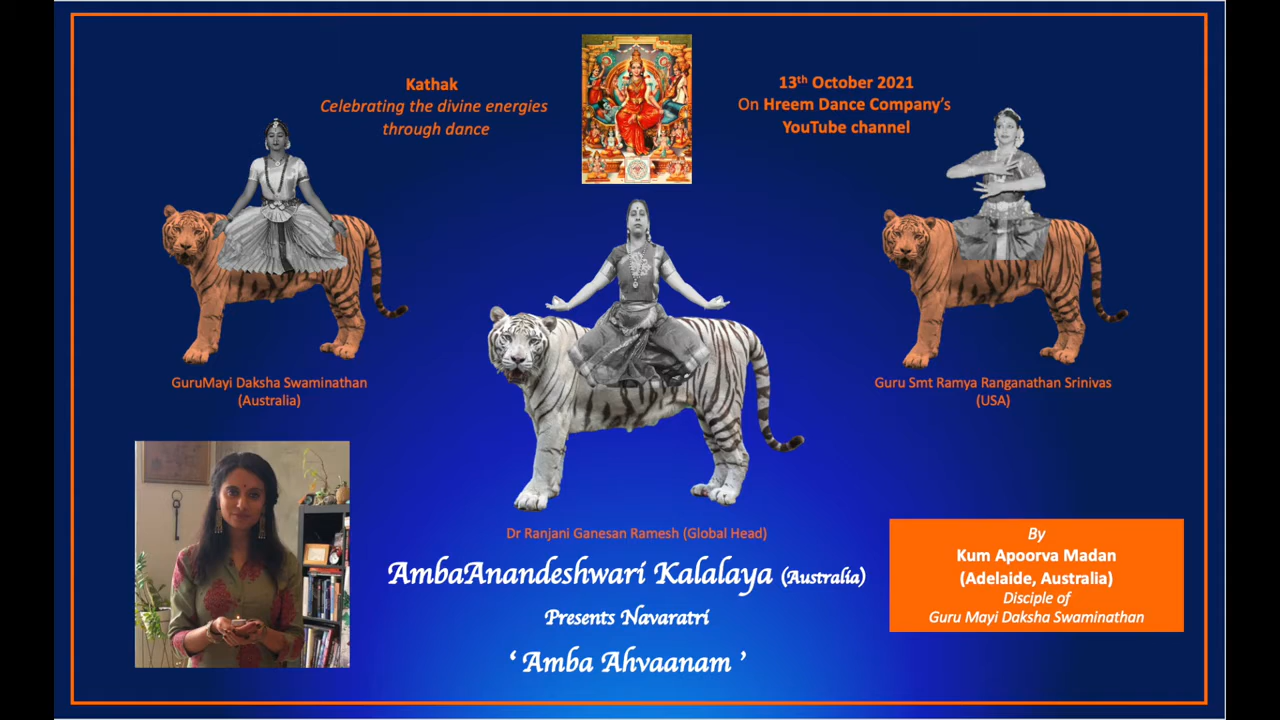 Kathak
Celebrating the divine energies
through dance
13th October 2021
On Hreem Dance Company's
YouTube channel
GuruMayi Daksha Swaminathan
(Australia)
Guru Smt Ramya Ranganathan Srinivas
(USA)
Dr Ranjani Ganesan Ramesh (Global Head)
AmbaAnandeshwari Kalalaya (Australia)
Presents Navaratri
‘ Amba Ahvaanam ’
By
Kum Apoorva Madan
(Adelaide, Australia)
Disciple of
Guru Mayi Daksha Swaminathan